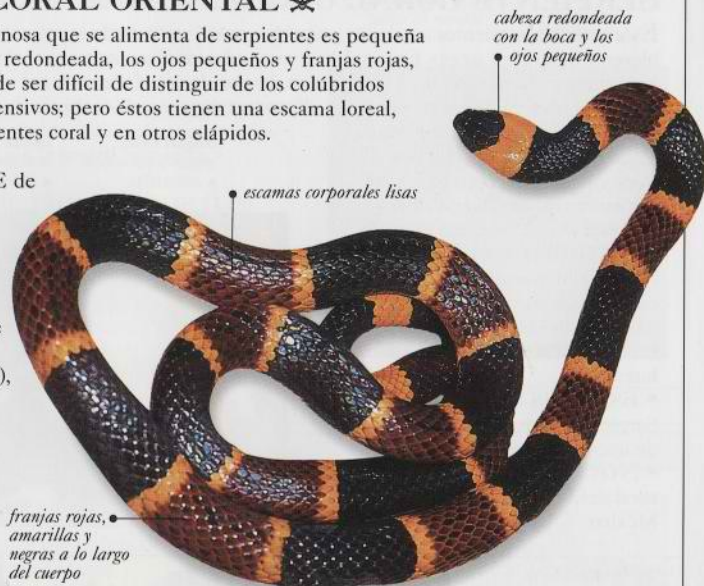 CORAL ORIENTAL ☠
nosa que se alimenta de serpientes es pequeña
redondeada, los ojos pequeños y franjas rojas,
de ser difícil de distinguir de los colúbridos
ensivos; pero éstos tienen una escama loreal,
entes coral y en otros elápidos.
E de
),
cabeza redondeada
con la boca y los
ojos pequeños
escamas corporales lisas
franjas rojas,
amarillas y
negras a lo largo
del cuerpo